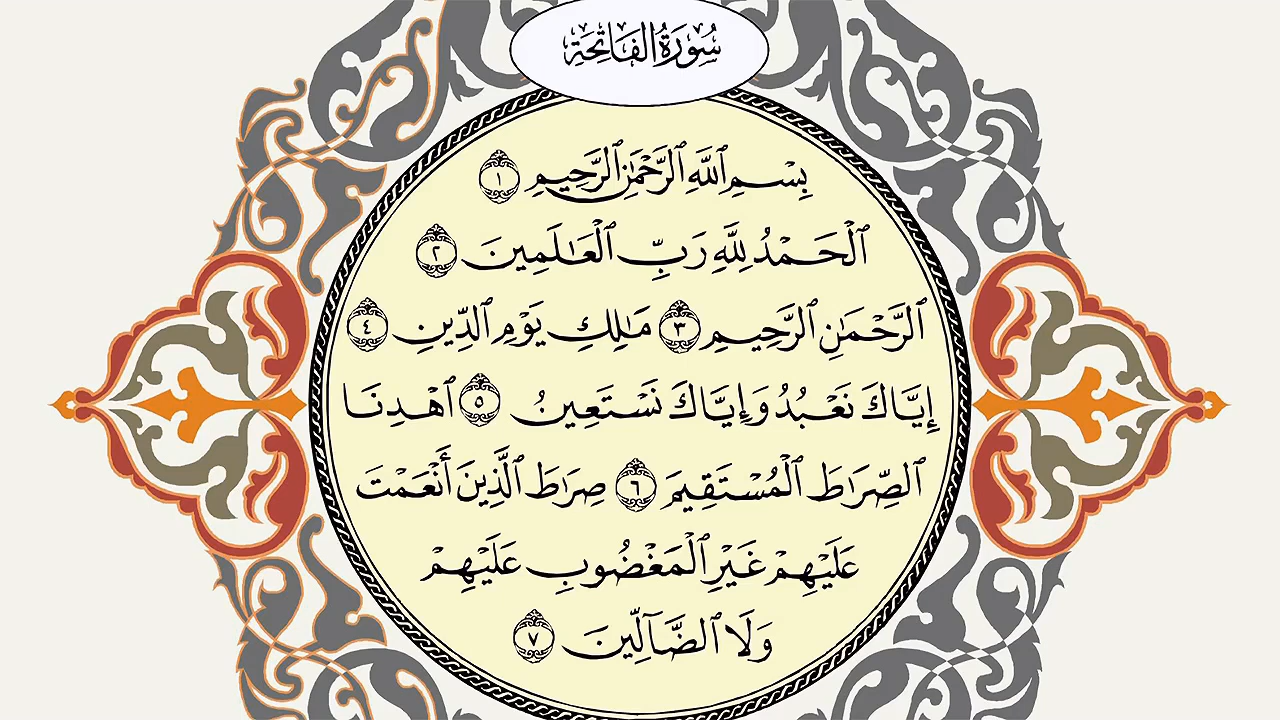 سُورَةُ الْفَاتِحَةِ
بِسْمِ ٱللَّهِ ٱلرَّحْمَٰنِ ٱلرَّحِيمِ ١
ٱلْحَمْدُ لِلَّهِ رَبِّ ٱلْعَٰلَمِينَ ٢
ٱلرَّحْمَٰنِ ٱلرَّحِيمِ ٣ مَٰلِكِ يَوْمِ ٱلدِّينِ ٤
إِيَّاكَ نَعْبُدُ وَإِيَّاكَ نَسْتَعِينُ ٥ ٱهْدِنَا
ٱلصِّرَٰطَ ٱلْمُسْتَقِيمَ ٦ صِرَٰطَ ٱلَّذِينَ أَنْعَمْتَ
عَلَيْهِمْ غَيْرِ ٱلْمَغْضُوبِ عَلَيْهِمْ
وَلَا ٱلضَّآلِّينَ ٧